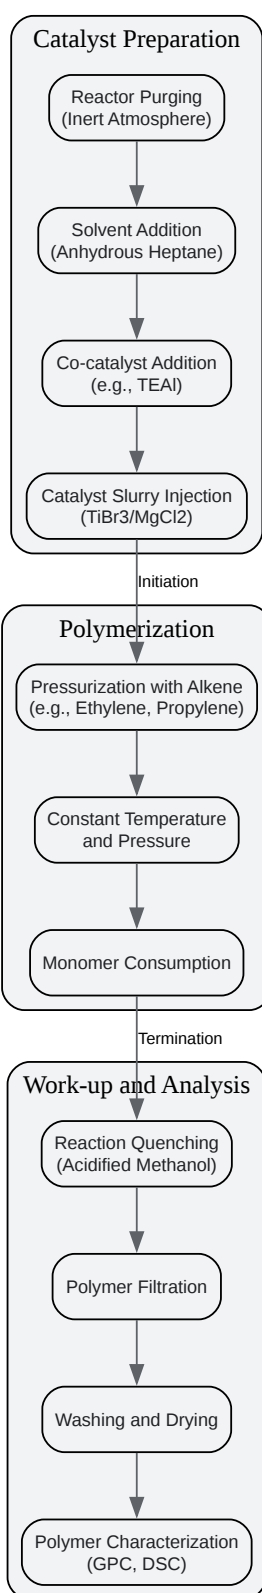 Catalyst Preparation
Reactor Purging
(Inert Atmosphere)
Solvent Addition
(Anhydrous Heptane)
Co-catalyst Addition
(e.g., TEAl)
Catalyst Slurry Injection
(TiBr3/MgCl2)
Initiation
Polymerization
Pressurization with Alkene
(e.g., Ethylene, Propylene)
Constant Temperature
and Pressure
Monomer Consumption
Termination
Work-up and Analysis
Reaction Quenching
(Acidified Methanol)
Polymer Filtration
Washing and Drying
Polymer Characterization
(GPC, DSC)